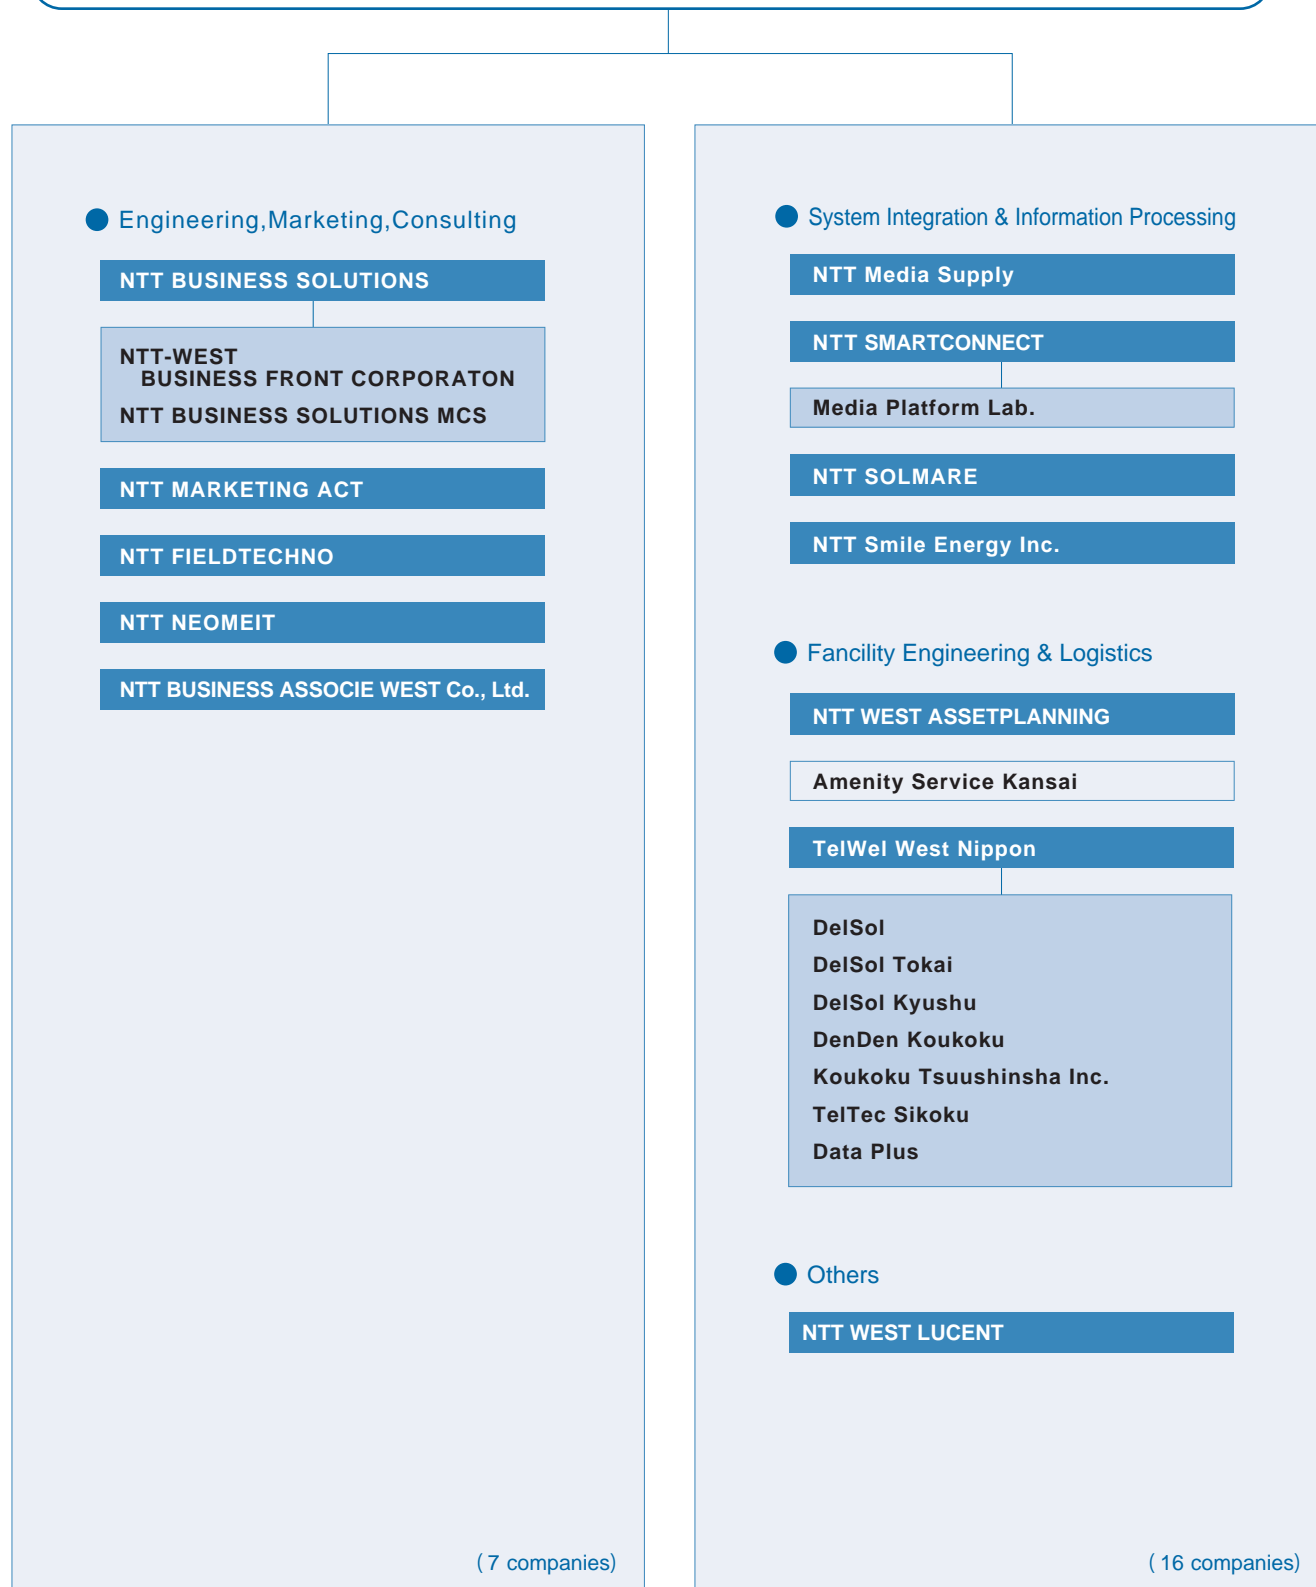 Engineering,Marketing,Consulting
NTT BUSINESS SOLUTIONS
NTT-WEST
BUSINESS FRONT CORPORATON
NTT BUSINESS SOLUTIONS MCS
NTT MARKETING ACT
NTT FIELDTECHNO
NTT NEOMEIT
NTT BUSINESS ASSOCIE WEST Co., Ltd.
(7 companies)
System Integration & Information Processing
NTT Media Supply
NTT SMARTCONNECT
Media Platform Lab.
NTT SOLMARE
NTT Smile Energy Inc.
Fancility Engineering & Logistics
NTT WEST ASSETPLANNING
Amenity Service Kansai
TelWel West Nippon
DelSol
DelSol Tokai
DelSol Kyushu
DenDen Koukoku
Koukoku Tsuushinsha Inc.
TelTec Sikoku
Data Plus
Others
NTT WEST LUCENT
(16 companies)